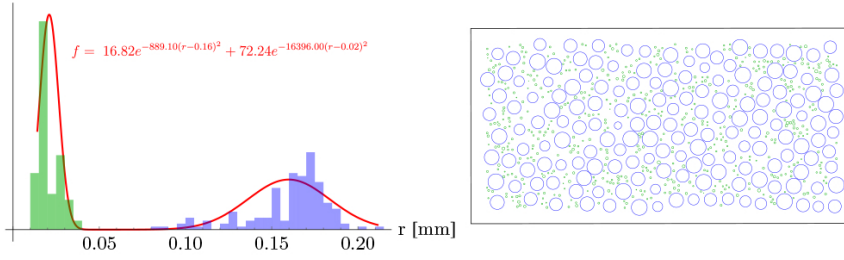 f = 16.82e^{-889.10(r-0.16)^2} + 72.24e^{-16396.00(r-0.02)^2}
0.05 0.10 0.15 0.20 r [mm]